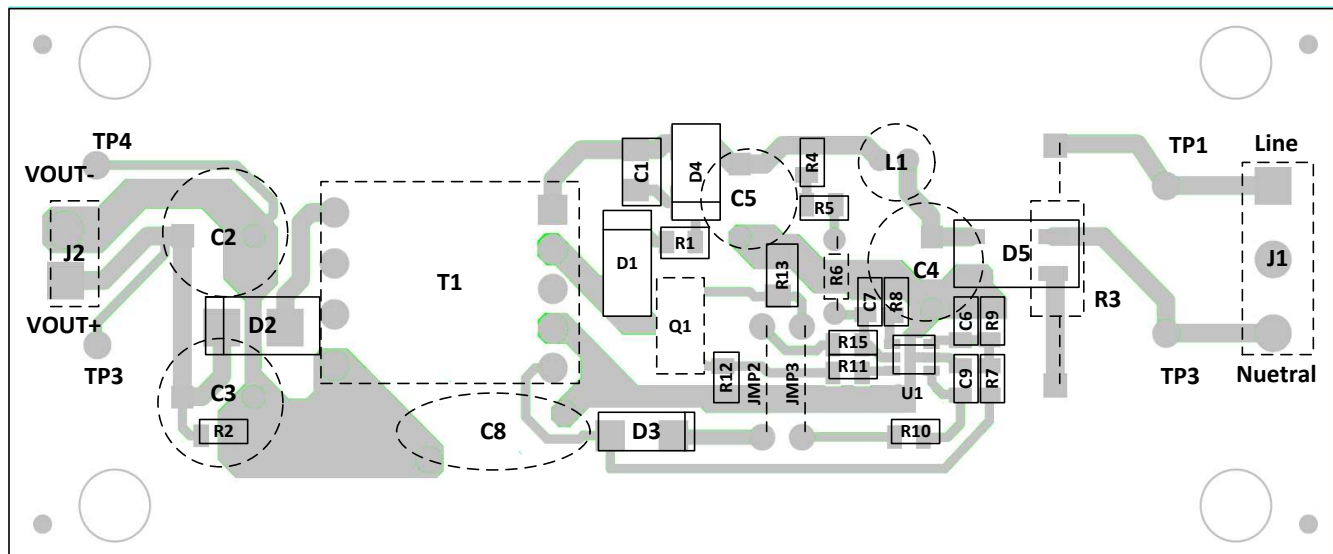 TP4
VOUT-
J2
VOUT+
TP3
C2
D2
C3
R2
T1
C8
C1
D4
D1
R1
Q1
C5
R4
R5
R13
R6
L1
C4
C7
R8
R15
R11
R12
JMP2
JMP3
D3
U1
R10
C6
R9
C9
R7
D5
R3
TP1
Line
J1
TP3
Nuetral